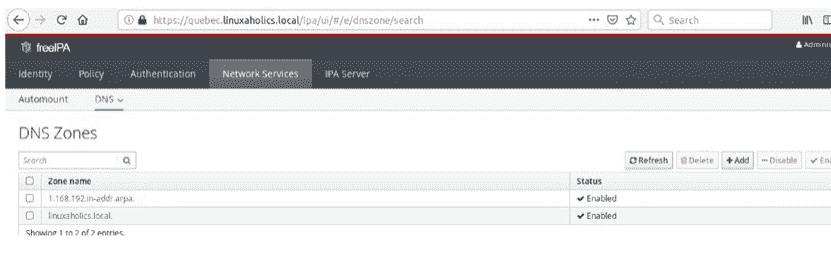 https://quebec.linuxaholics.local/ipa/ui/#/e/dnszone/search
Search
freeIPA
Identity Policy Authentication Network Services IPA Server
Automount DNS
DNS Zones
Search
Refresh Delete +Add Disable
Zone name Status
1.168.192.in-addr.arpa. Enabled
linuxaholics.local. Enabled
Showing 1 to 2 of 2 entries.